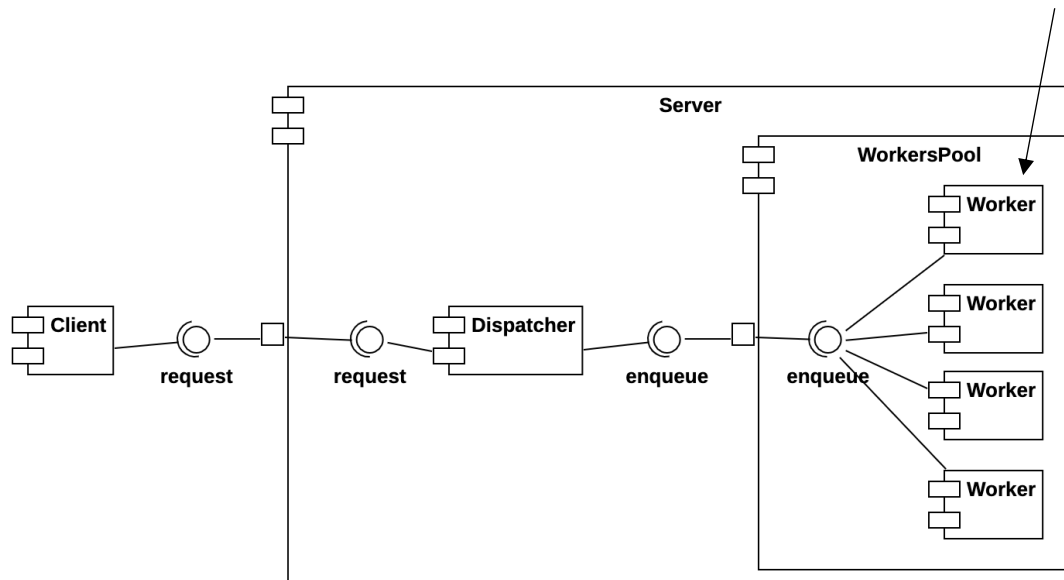 Server
WorkersPool
Worker
Worker
Client
Dispatcher
request
request
enqueue
enqueue
Worker
Worker